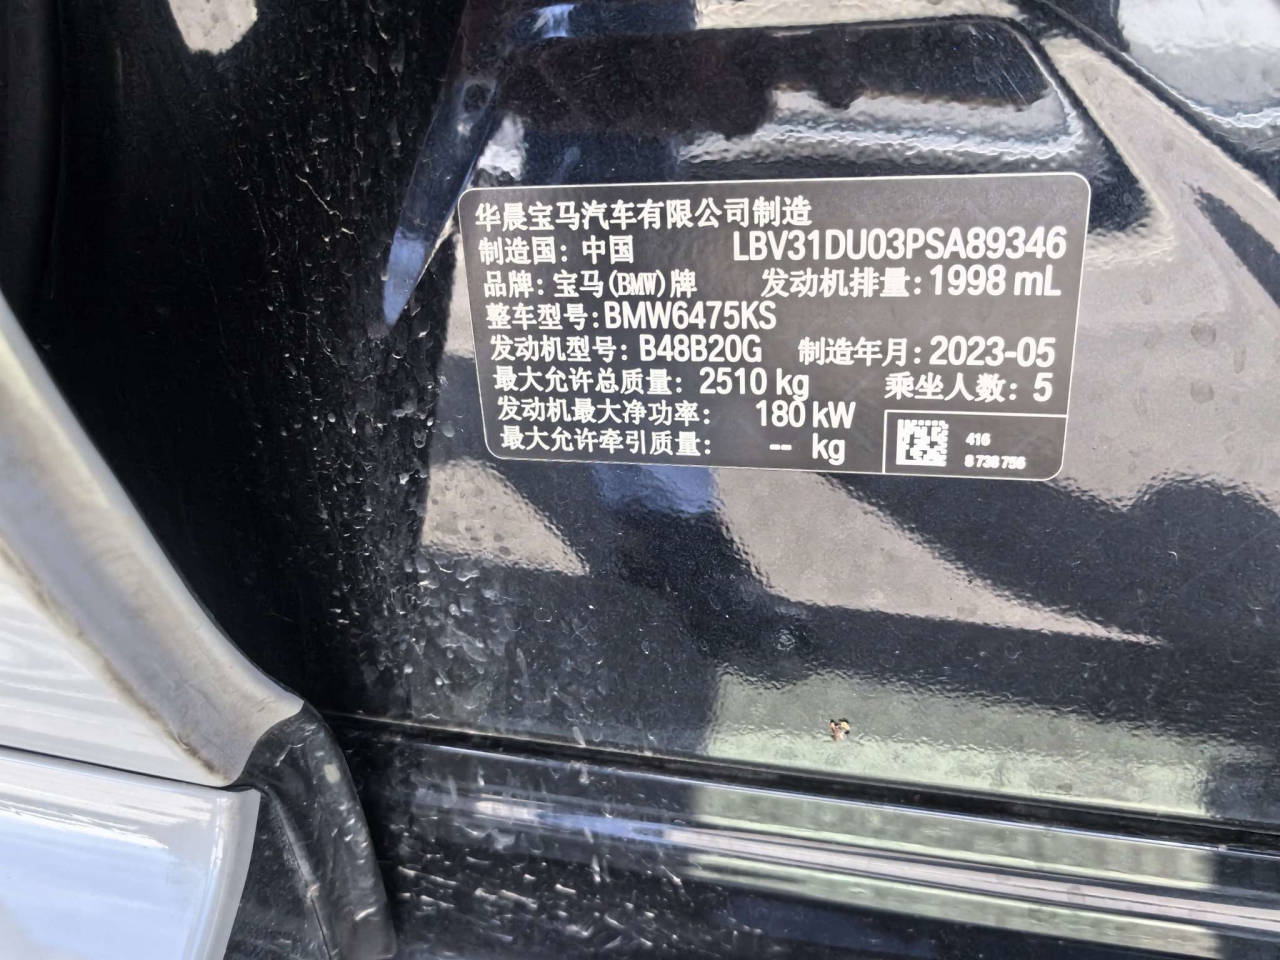 华晨宝马汽车有限公司制造
制造国：中国 LBV31DU03PSA89346
品牌：宝马(BMW)牌 发动机排量：1998 mL
整车型号：BMW6475KS
发动机型号：B48B20G 制造年月：2023-05
最大允许总质量：2510 kg 乘坐人数：5
发动机最大净功率： 180 kW
最大允许牵引质量： -- kg
416
8 738 756